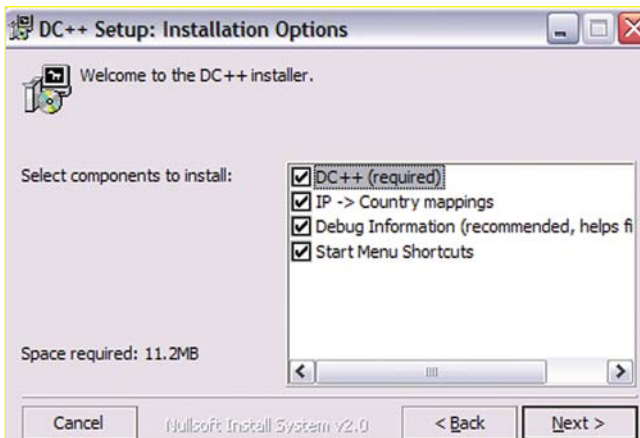 DC++ Setup: Installation Options
Welcome to the DC++ installer.
Select components to install:
DC++ (required)
IP -> Country mappings
Debug Information (recommended, helps fi
Start Menu Shortcuts
Space required: 11.2MB
Cancel
Nullsoft Install System v2.0
< Back
Next >